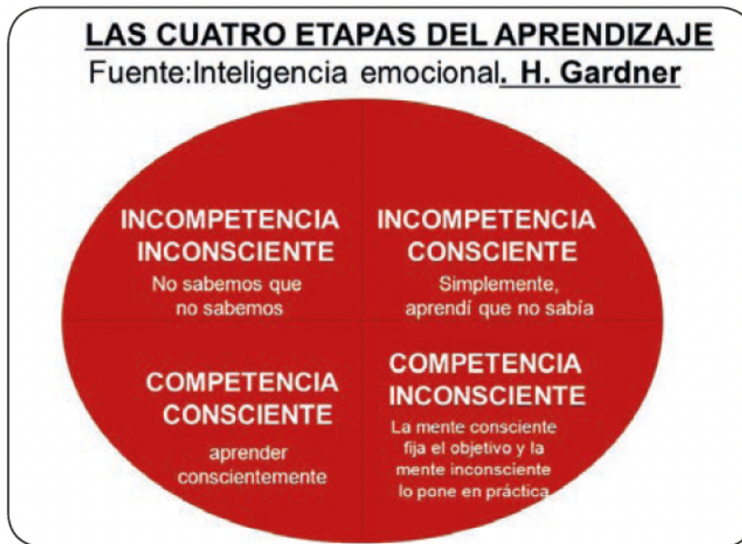 LAS CUATRO ETAPAS DEL APRENDIZAJE
Fuente:Inteligencia emocional. H. Gardner
INCOMPETENCIA
INCONSCIENTE
No sabemos que
no sabemos
INCOMPETENCIA
CONSCIENTE
Simplemente,
aprendí que no sabía
COMPETENCIA
CONSCIENTE
aprender
conscientemente
COMPETENCIA
INCONSCIENTE
La mente consciente
fija el objetivo y la
mente inconsciente
lo pone en práctica